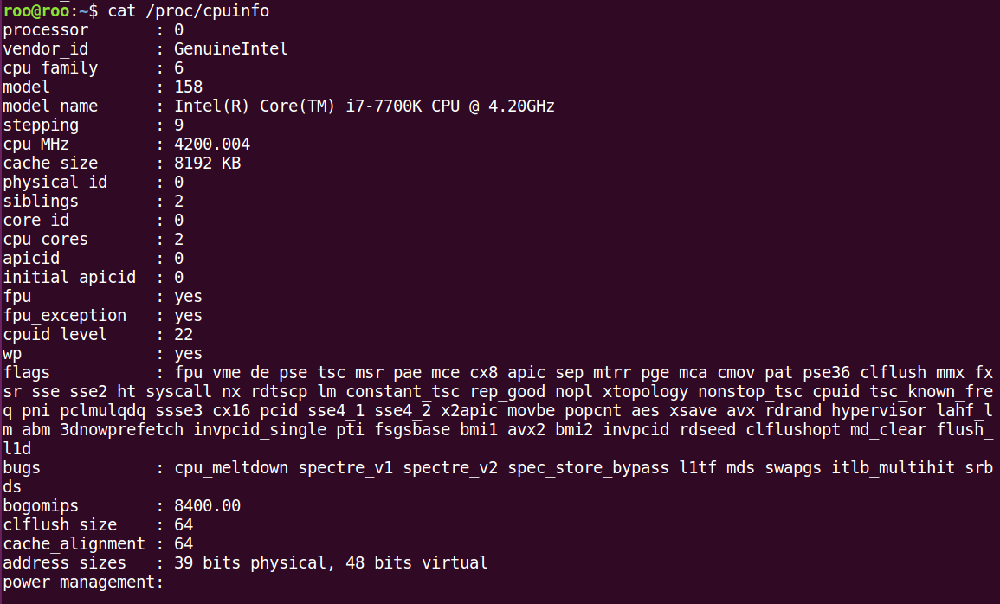 roo@roo:~$ cat /proc/cpuinfo
processor : 0
vendor_id : GenuineIntel
cpu family : 6
model : 158
model name : Intel(R) Core(TM) i7-7700K CPU @ 4.20GHz
stepping : 9
cpu MHz : 4200.004
cache size : 8192 KB
physical id : 0
siblings : 2
core id : 0
cpu cores : 2
apicid : 0
initial apicid : 0
fpu : yes
fpu_exception : yes
cpuid level : 22
wp : yes
flags : fpu vme de pse tsc msr pae mce cx8 apic sep mtrr pge mca cmov pat pse36 clflush mmx fx
sr sse sse2 ht syscall nx rdtscp lm constant_tsc rep_good nopl xtopology nonstop_tsc cpuid tsc_known_fre
q pni pclmulqdq ssse3 cx16 pcid sse4_1 sse4_2 x2apic movbe popcnt aes xsave avx rdrand hypervisor lahf_l
m abm 3dnowprefetch invpcid_single pti fsgsbase bmi1 avx2 bmi2 invpcid rdseed clflushopt md_clear flush_
l1d
bugs : cpu_meltdown spectre_v1 spectre_v2 spec_store_bypass l1tf mds swapgs itlb_multihit srb
ds
bogomips : 8400.00
clflush size : 64
cache_alignment : 64
address sizes : 39 bits physical, 48 bits virtual
power management: